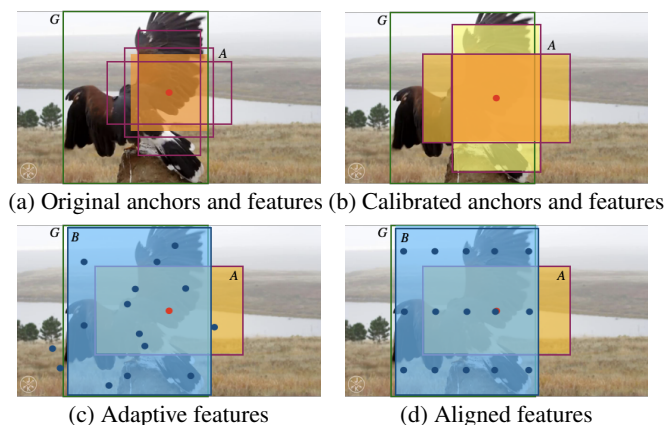 G
A
A
(a) Original anchors and features (b) Calibrated anchors and features
G
B
A
G
B
A
(c) Adaptive features
(d) Aligned features